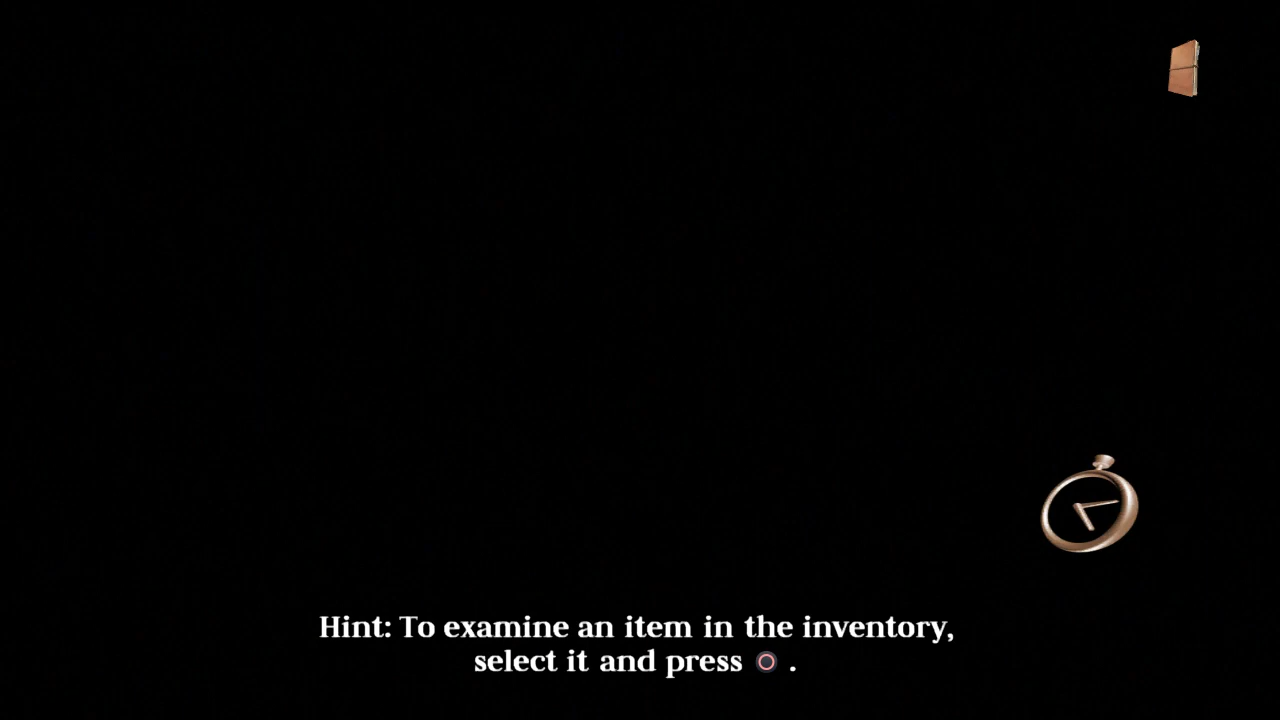 Hint: To examine an item in the inventory,
select it and press .